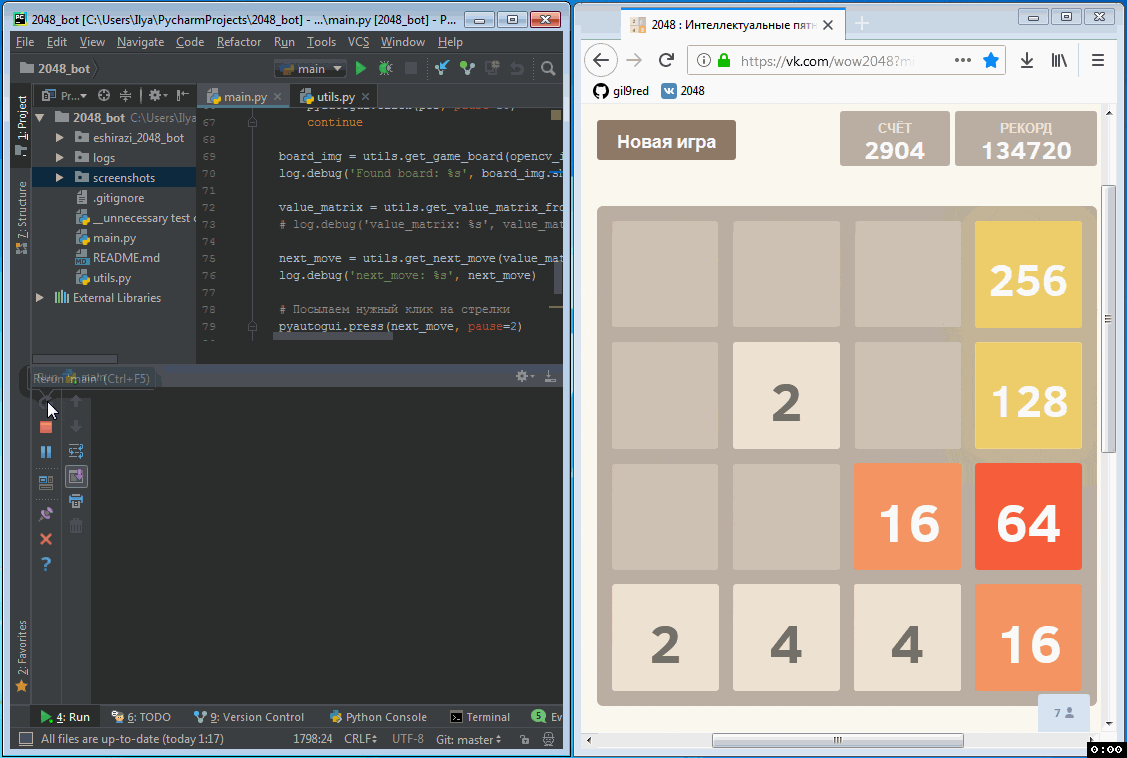 2048_bot [C:\Users\Ilya\PycharmProjects\2048_bot] - ...\main.py [2048_bot] - P...
File Edit View Navigate Code Refactor Run Tools VCS Window Help
2048_bot
main
1: Project
7: Structure
2: Favorites
Pr...
main.py
utils.py
2048_bot C:\Users\Ilya
eshirazi_2048_bot
logs
screenshots
.gitignore
__unnecessary test
main.py
README.md
utils.py
External Libraries
67 continue
68
69 board_img = utils.get_game_board(opencv_i
70 log.debug('Found board: %s', board_img.s
71
72 value_matrix = utils.get_value_matrix_fr
73 # log.debug('value_matrix: %s', value_mat
74
75 next_move = utils.get_next_move(value_mat
76 log.debug('next_move: %s', next_move)
77
78 # Посылаем нужный клик на стрелки
79 pyautogui.press(next_move, pause=2)
Rerun 'main' (Ctrl+F5)
4: Run
6: TODO
9: Version Control
Python Console
Terminal
5 Ev
All files are up-to-date (today 1:17)
1798:24
CRLF
UTF-8
Git: master
2048 : Интеллектуальные пятн
https://vk.com/wow2048?m
gil9red
2048
Новая игра
СЧЁТ
2904
РЕКОРД
134720
256
2 128
16 64
2 4 4 16
7
0:00